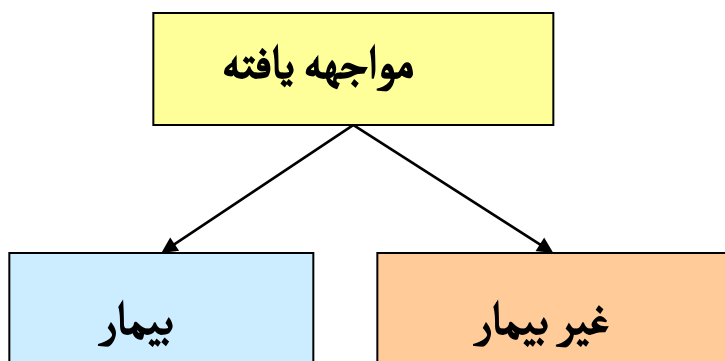 مواجهه یافته
غیر بیمار
بیمار